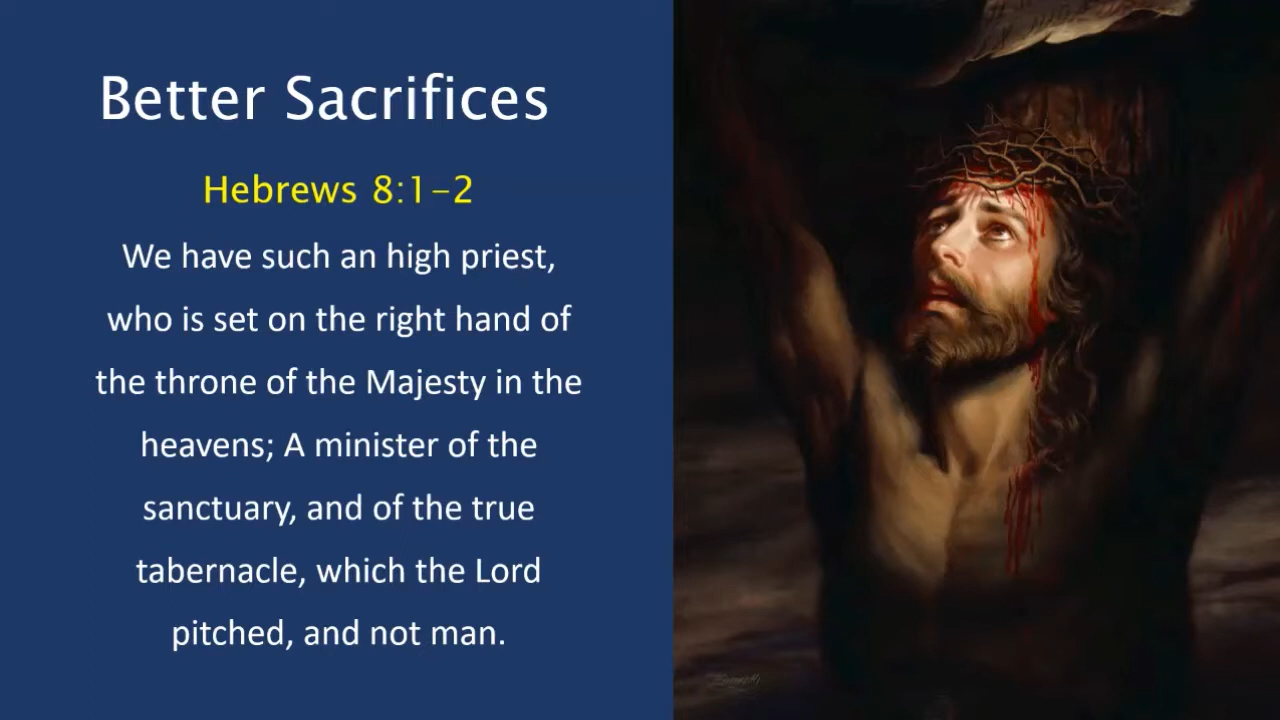 Better Sacrifices
Hebrews 8:1-2
We have such an high priest,
who is set on the right hand of
the throne of the Majesty in the
heavens; A minister of the
sanctuary, and of the true
tabernacle, which the Lord
pitched, and not man.